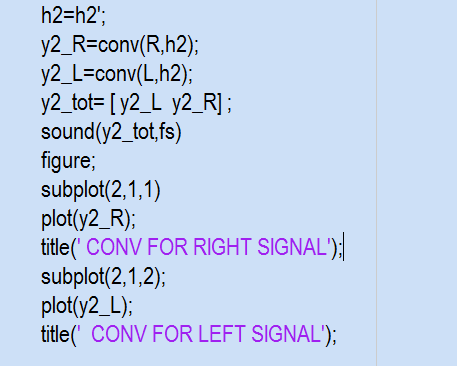 h2=h2';
y2_R=conv(R,h2);
y2_L=conv(L,h2);
y2_tot= [ y2_L  y2_R] ;
sound(y2_tot,fs)
figure;
subplot(2,1,1)
plot(y2_R);
title(' CONV FOR RIGHT SIGNAL');
subplot(2,1,2);
plot(y2_L);
title('  CONV FOR LEFT SIGNAL');